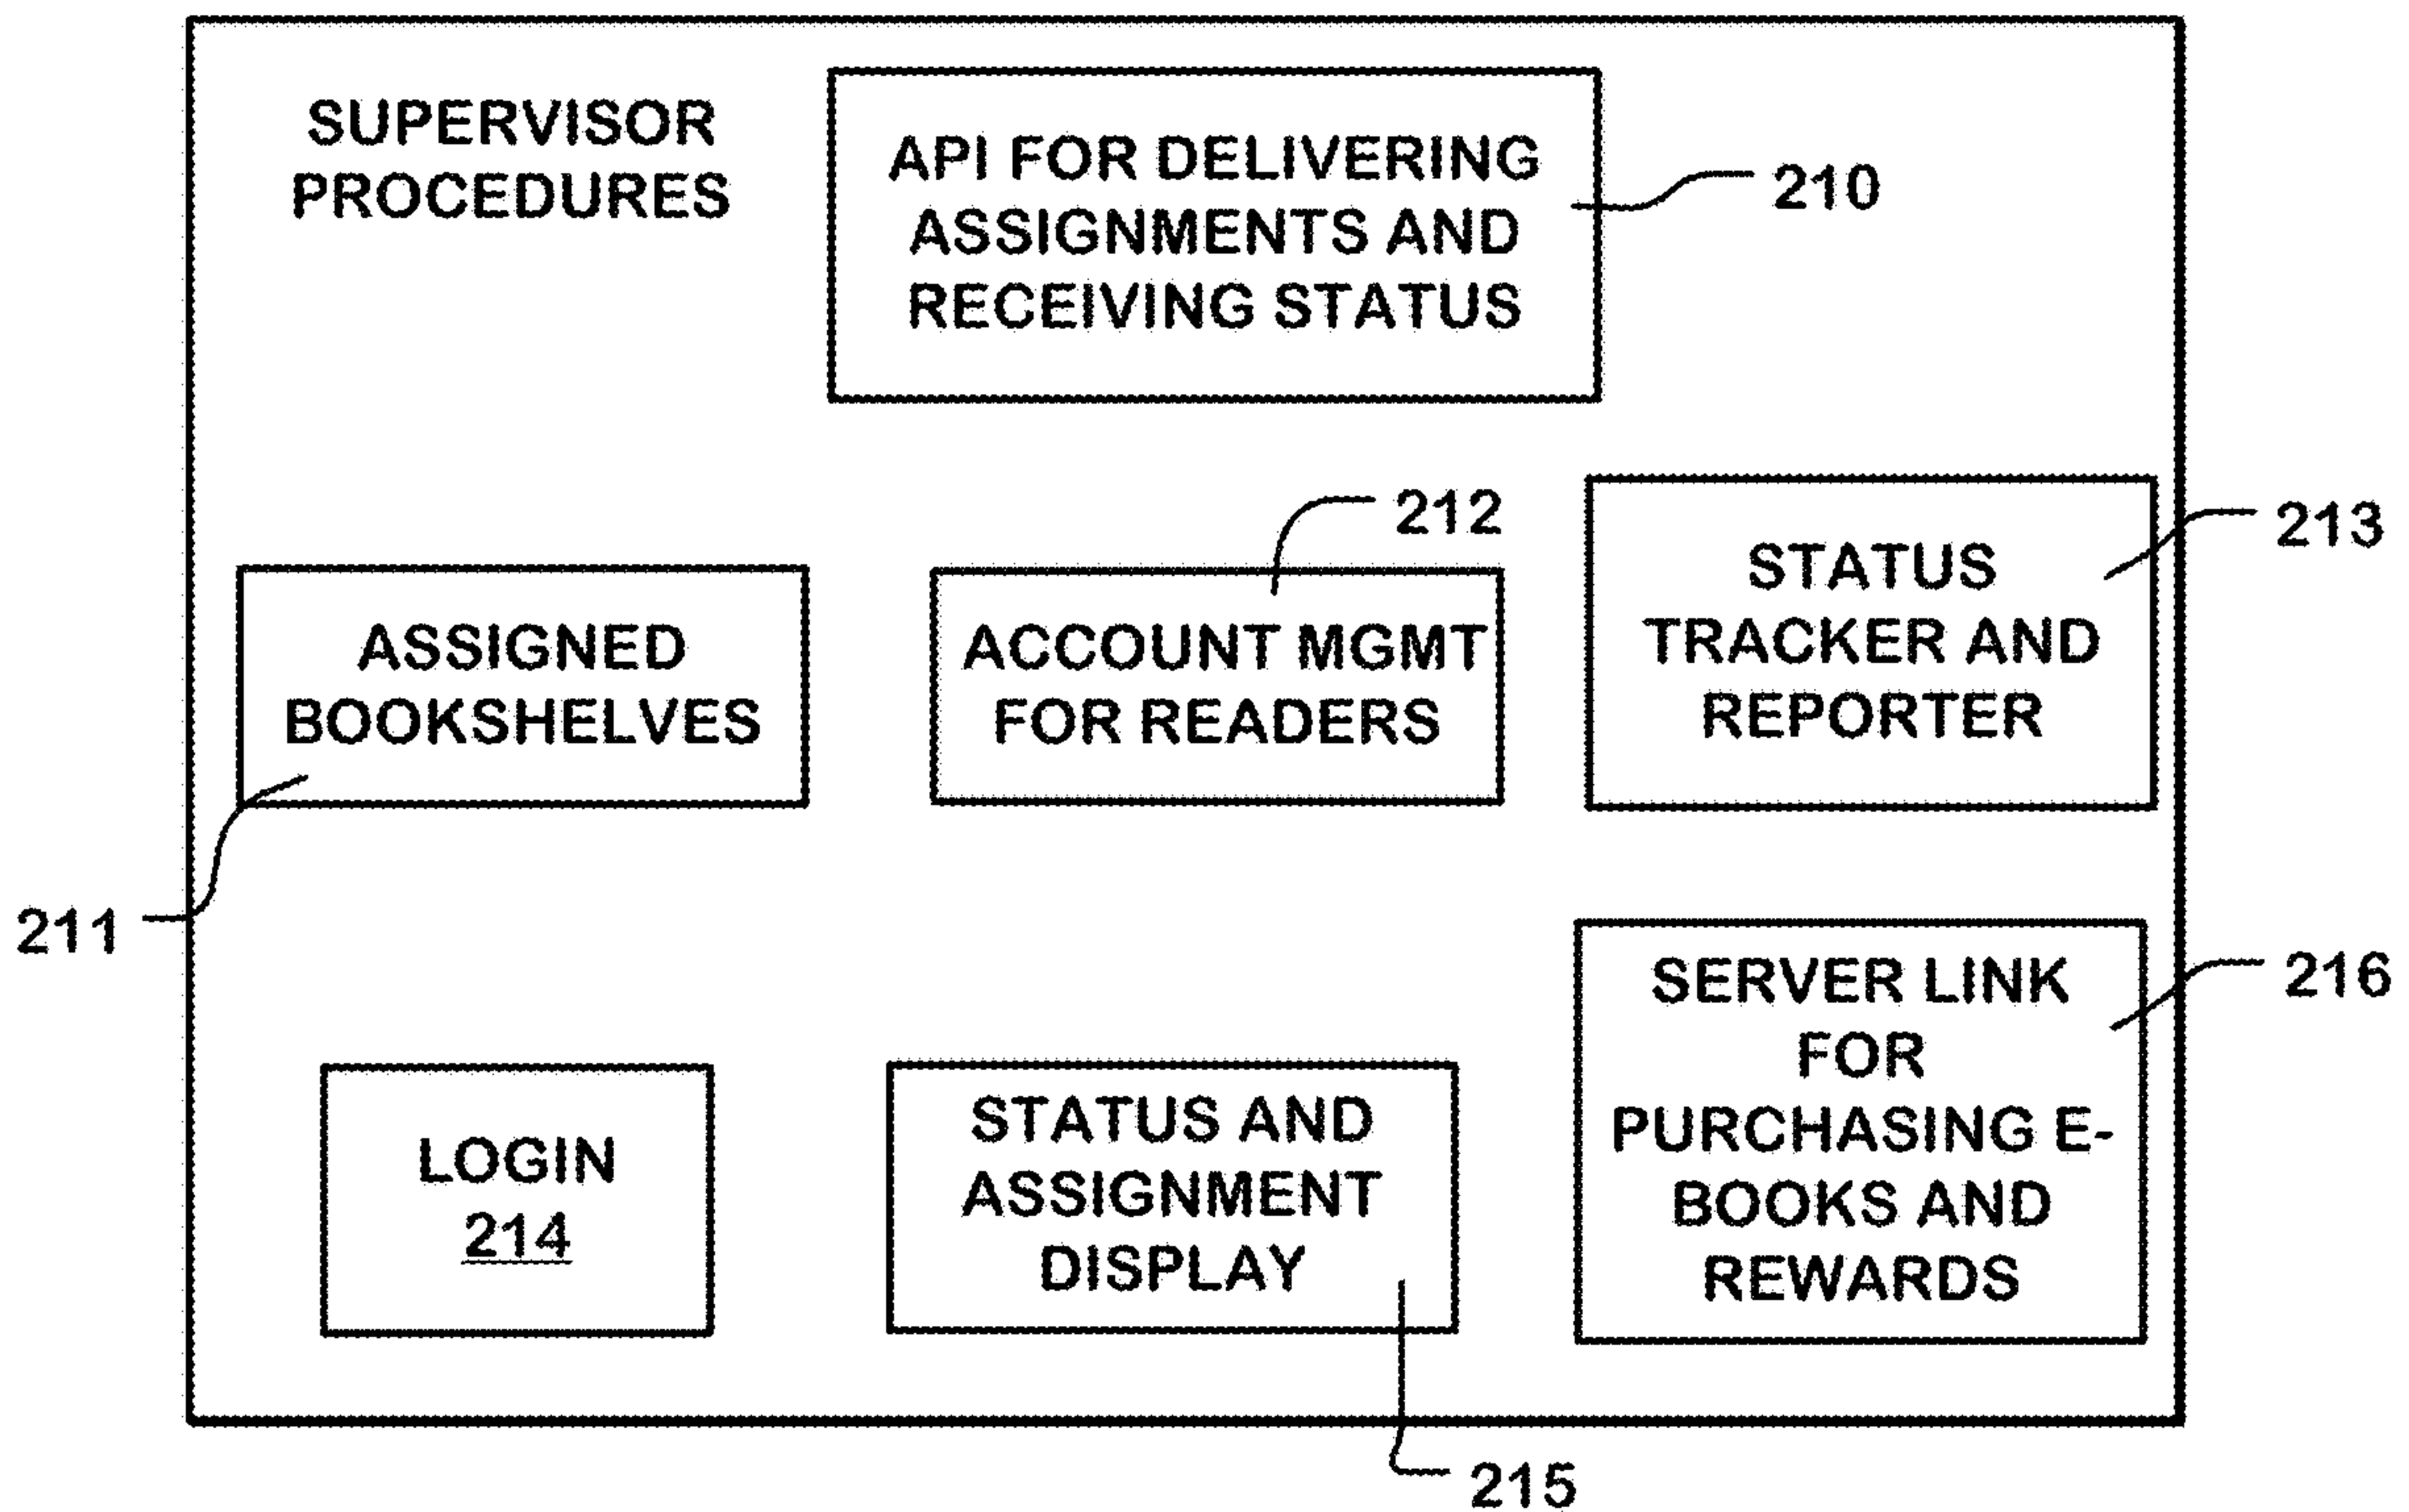 SUPERVISOR
PROCEDURES
API FOR DELIVERING
ASSIGNMENTS AND
RECEIVING STATUS
210
212
213
ASSIGNED
BOOKSHELVES
ACCOUNT MGMT
FOR READERS
STATUS
TRACKER AND
REPORTER
211
216
LOGIN
214
STATUS AND
ASSIGNMENT
DISPLAY
SERVER LINK
FOR
PURCHASING E-
BOOKS AND
REWARDS
215